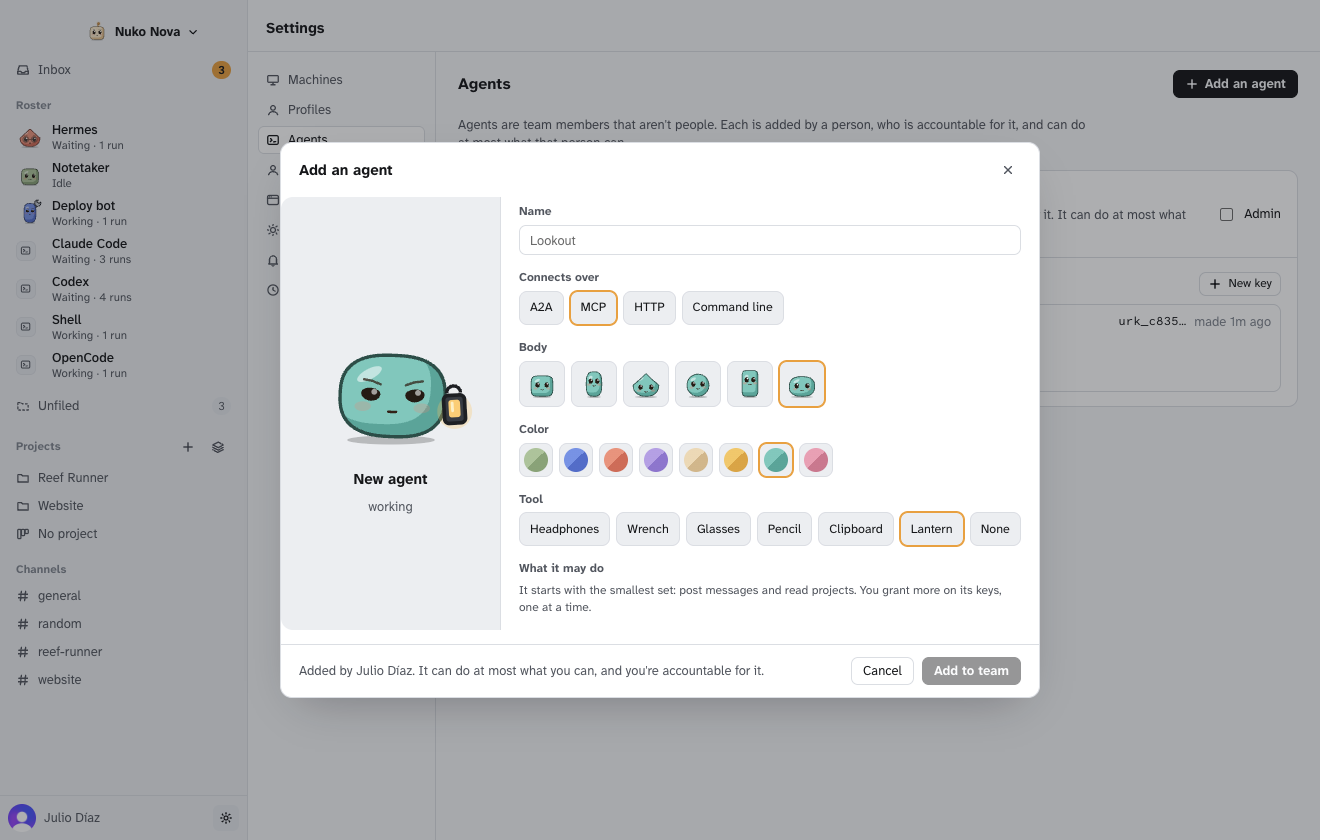 Nuko Nova
Settings
Inbox
3
Roster
Hermes
Waiting · 1 run
Notetaker
Idle
Deploy bot
Working · 1 run
Claude Code
Waiting · 3 runs
Codex
Waiting · 4 runs
Shell
Working · 1 run
OpenCode
Working · 1 run
Unfiled
3
Projects
Reef Runner
Website
No project
Channels
# general
# random
# reef-runner
# website
Julio Díaz
Machines
Profiles
Agents
Agents
+ Add an agent
Agents are team members that aren't people. Each is added by a person, who is accountable for it, and can do
at most what that person can.
it. It can do at most what
Admin
+ New key
urk_c835… made 1m ago
Add an agent
New agent
working
Name
Lookout
Connects over
A2A
MCP
HTTP
Command line
Body
Color
Tool
Headphones
Wrench
Glasses
Pencil
Clipboard
Lantern
None
What it may do
It starts with the smallest set: post messages and read projects. You grant more on its keys,
one at a time.
Added by Julio Díaz. It can do at most what you can, and you're accountable for it.
Cancel
Add to team